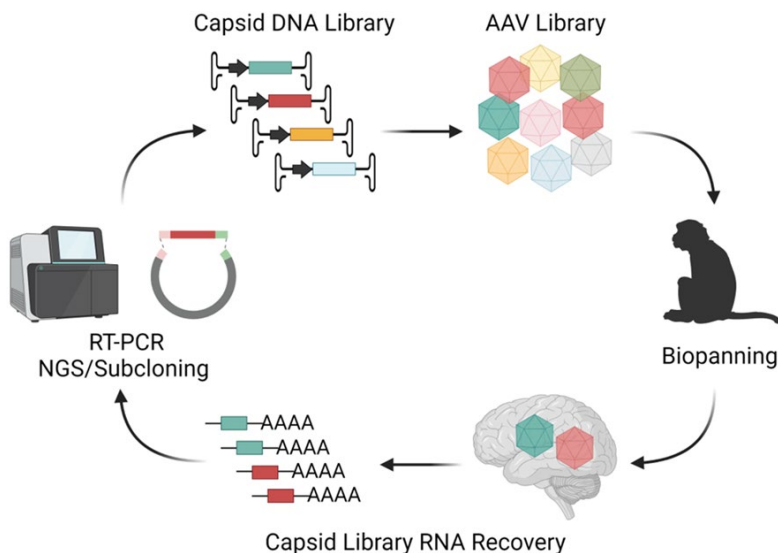 Capsid DNA Library
AAV Library
Biopanning
RT-PCR
NGS/Subcloning
AAAA
AAAA
AAAA
AAAA
Capsid Library RNA Recovery